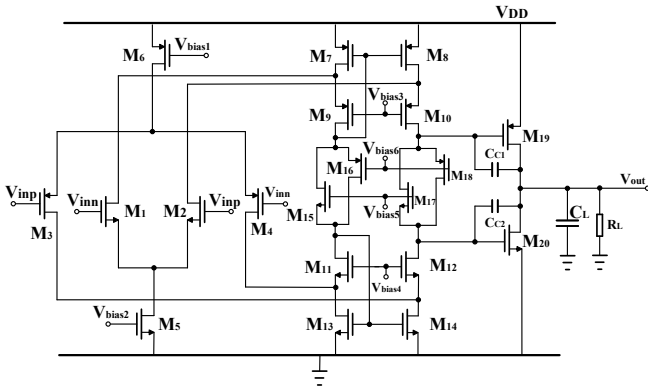 VDD
M6
Vbias1
M7
M8
M9
Vbias3
M10
M19
M16
Vbias6
M18
CC1
Vinp
M3
Vinn
M1
M2
Vinp
Vinn
M4
M15
Vbias5
M17
CC2
M20
Vout
CL
RL
M11
M12
Vbias4
Vbias2
M5
M13
M14